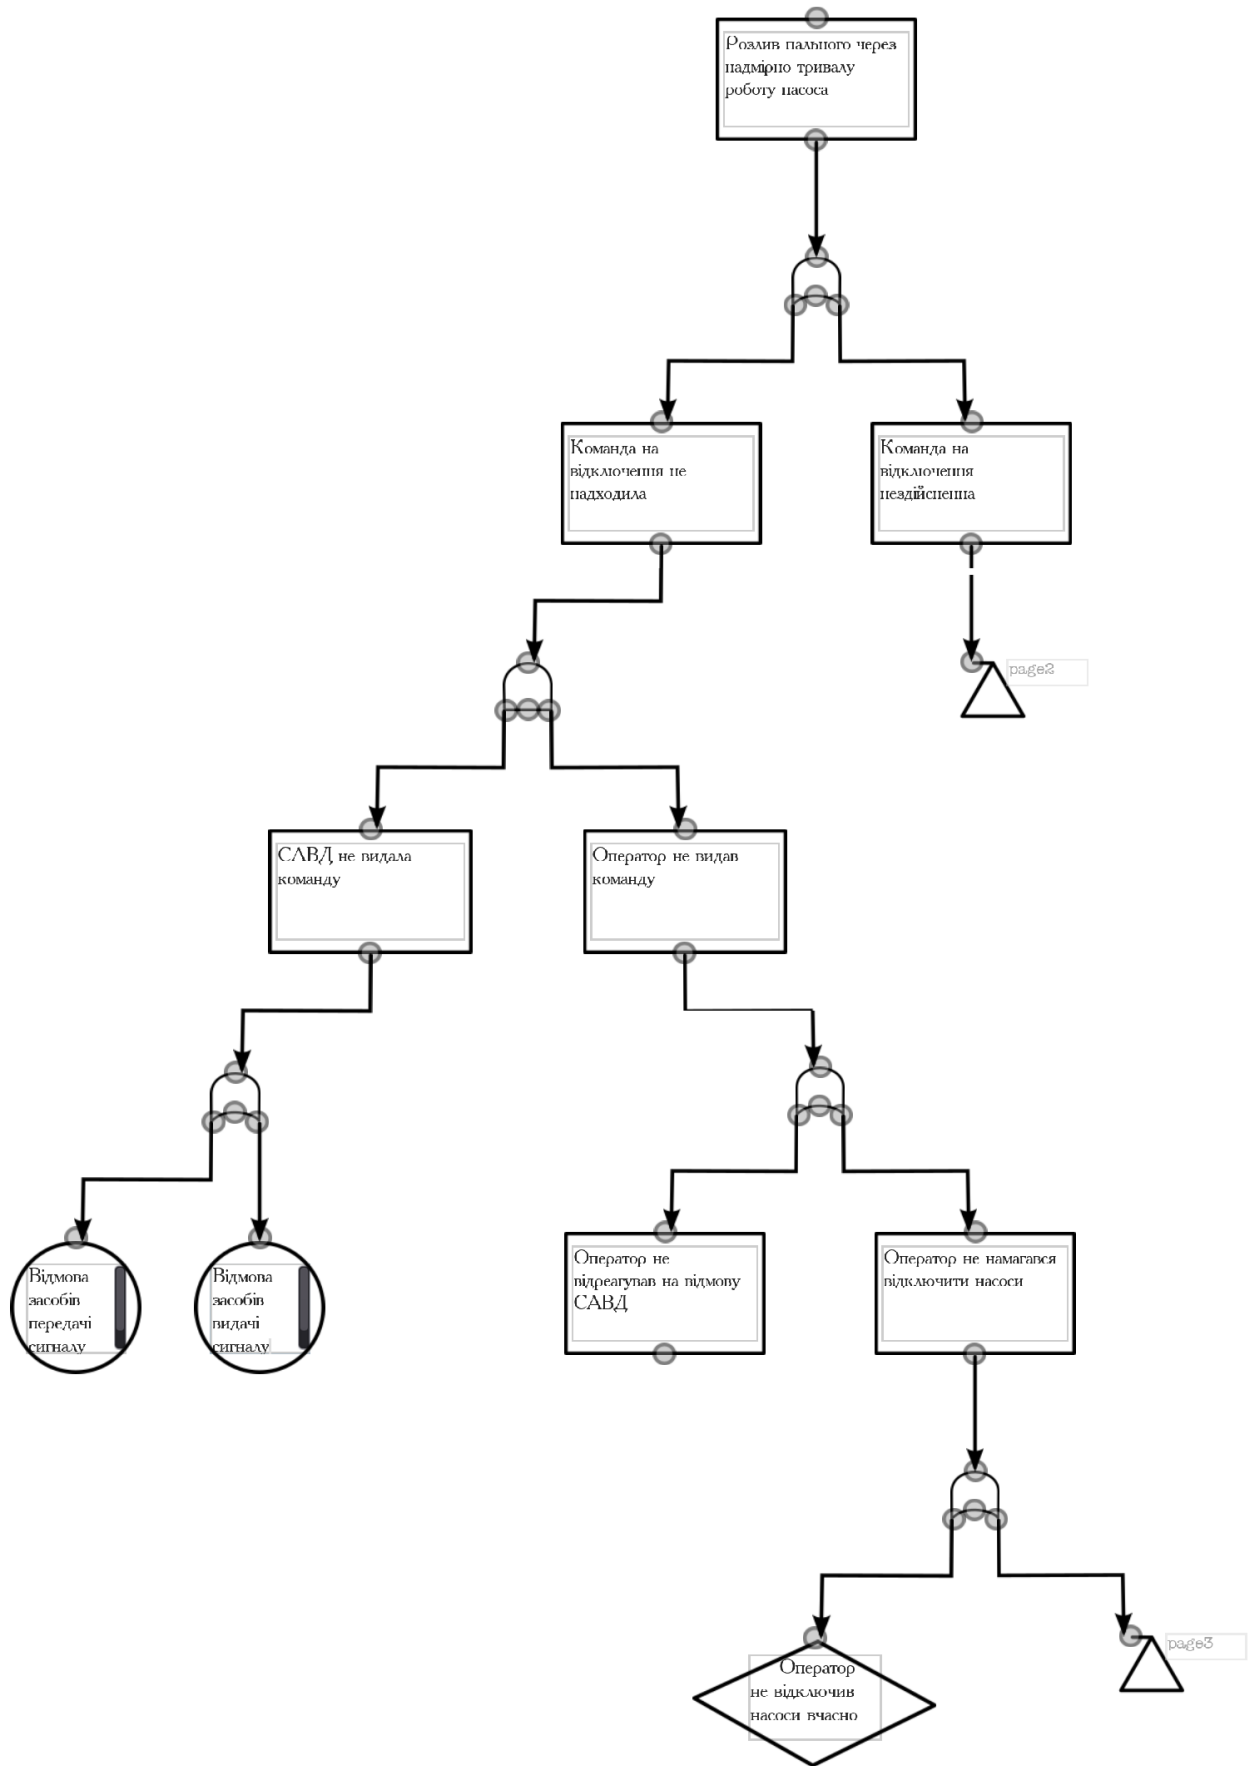 Розлив пального через
надмірно тривалу
роботу насоса
Команда на
відключення не
надходила
Команда на
відключення
нездійсненна
page2
САВД не видала
команду
Оператор не видав
команду
Відмова
засобів
передачі
сигналу
Відмова
засобів
видачі
сигналу
Оператор не
відреагував на відмову
САВД
Оператор не намагався
відключити насоси
Оператор
не відключив
насоси вчасно
page3